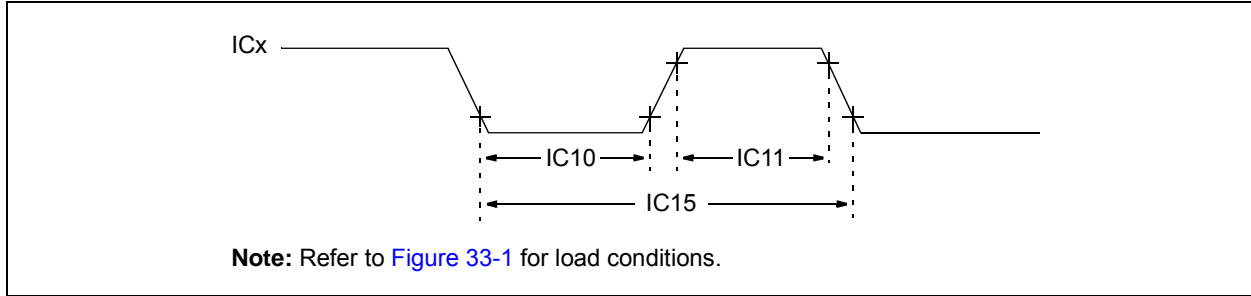 ICx
IC10
IC11
IC15
Note: Refer to Figure 33-1 for load conditions.